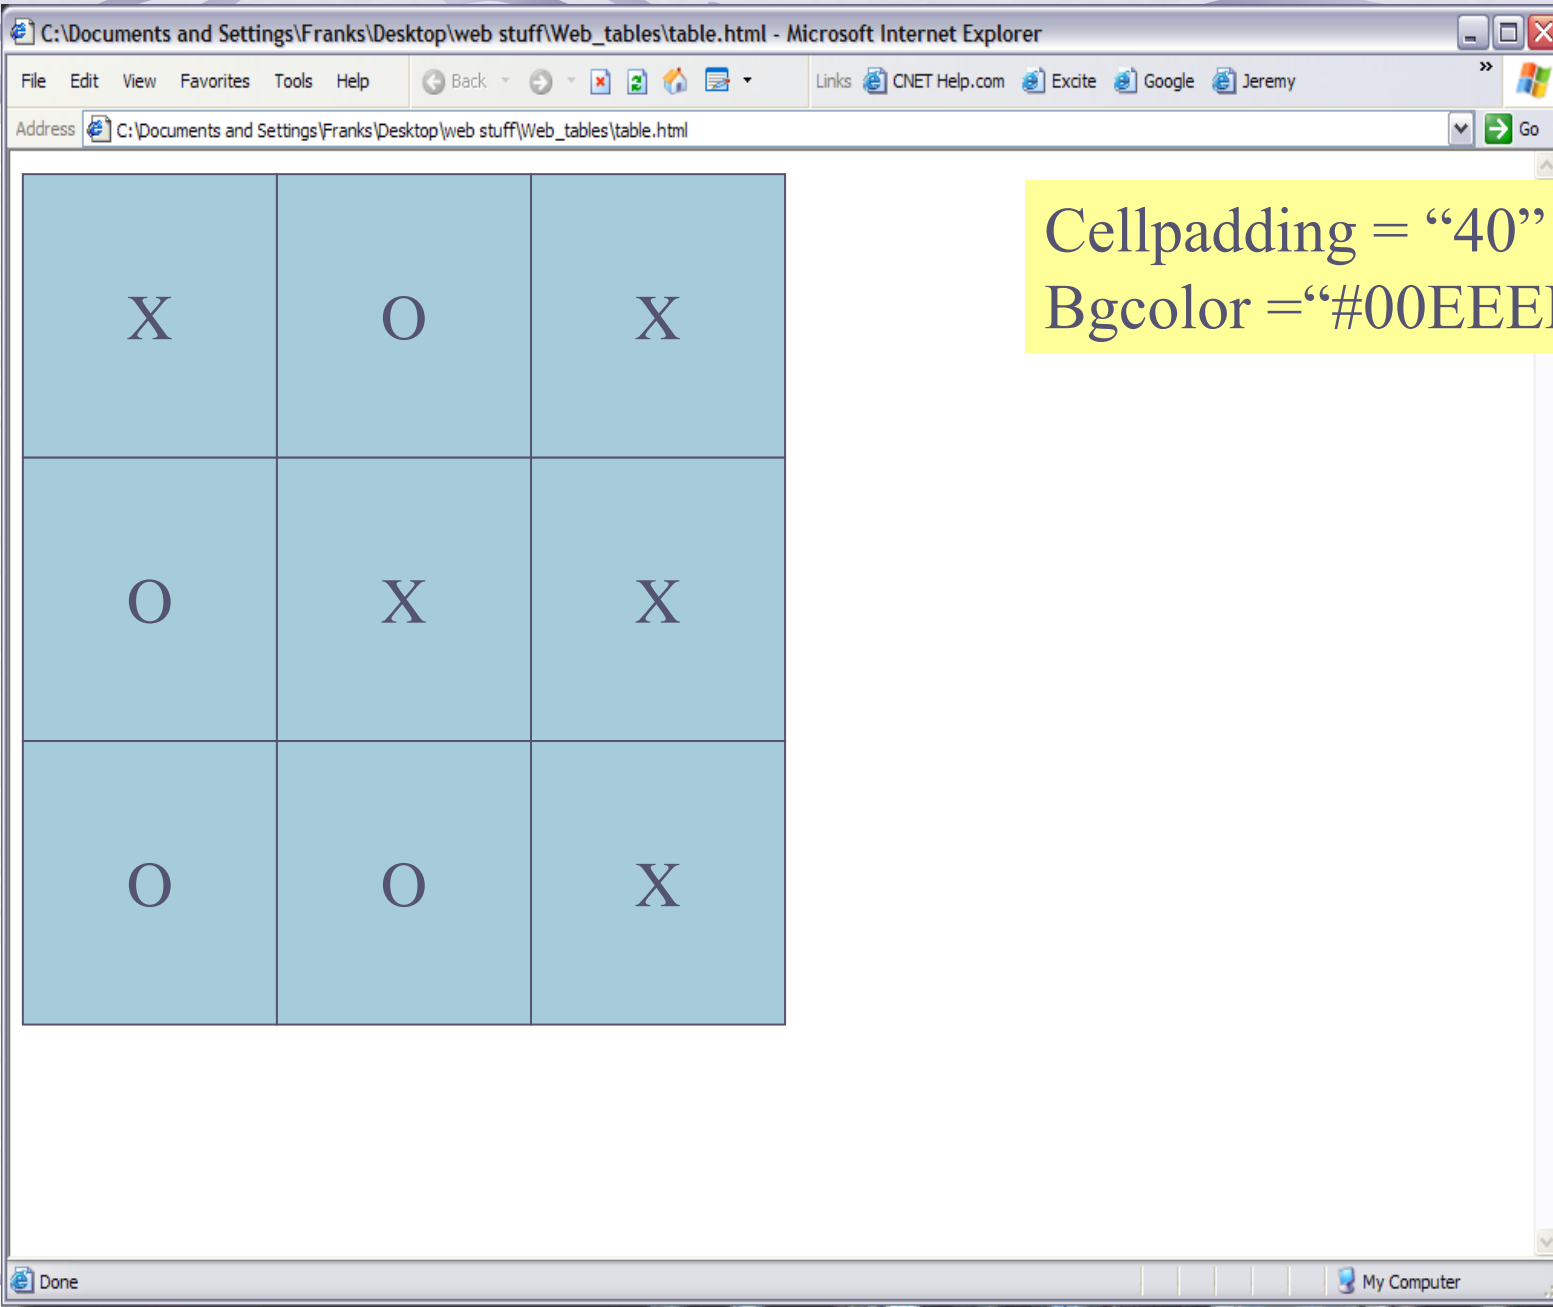 C:\Documents and Settings\Franks\Desktop\web stuff\Web_tables\table.html - Microsoft Internet Explorer
File Edit View Favorites Tools Help Back Links CNET Help.com Excite Google Jeremy »
Address C:\Documents and Settings\Franks\Desktop\web stuff\Web_tables\table.html Go
Cellpadding = “40”
Bgcolor =“#00EEE
X O X
O X X
O O X
Done My Computer